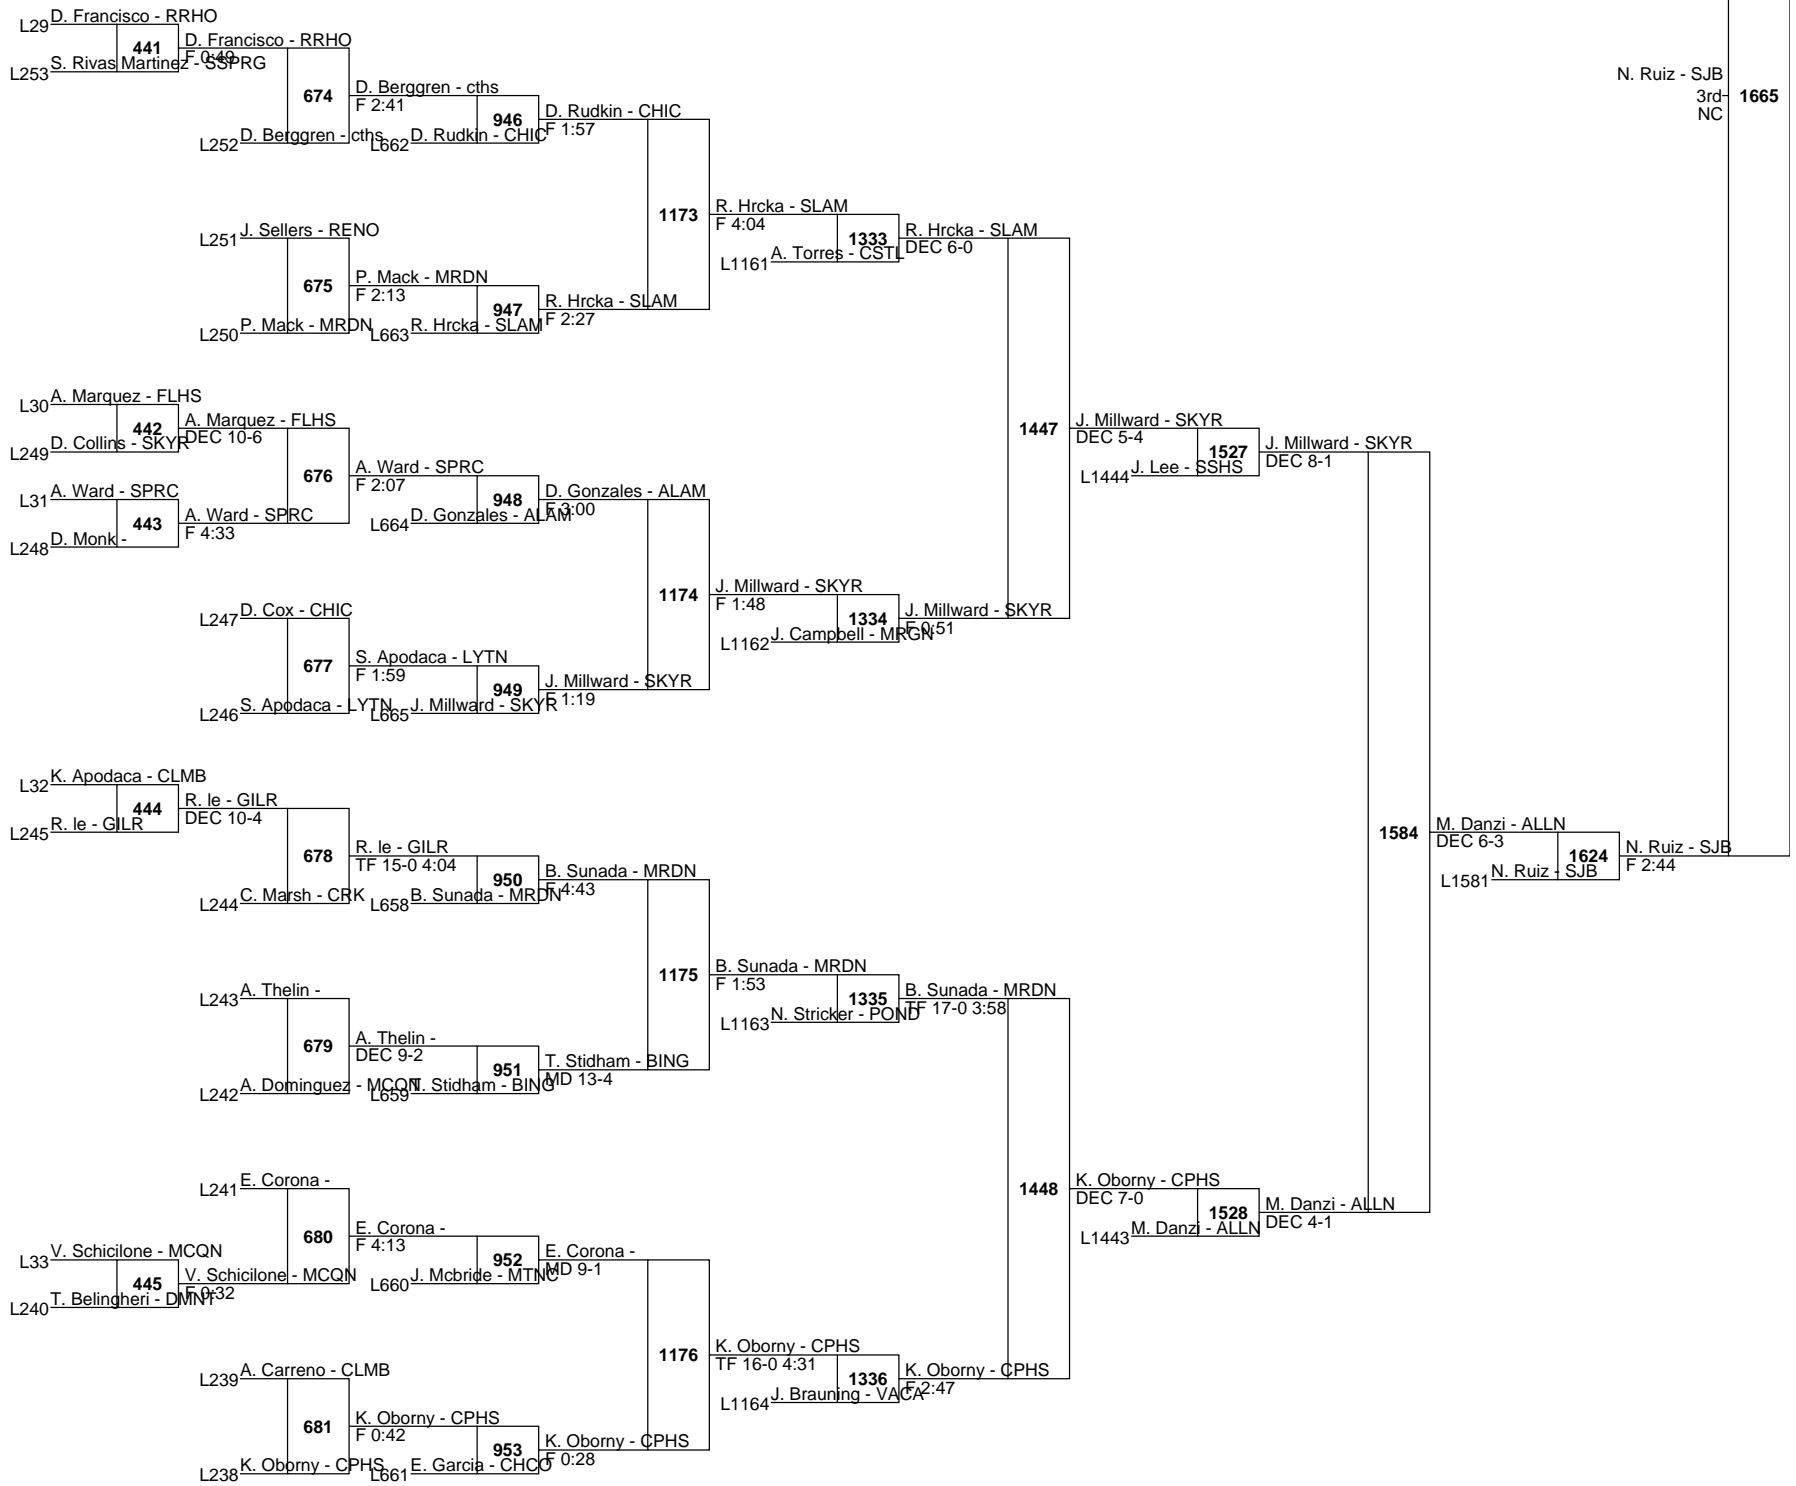 L29 D. Francisco - RRHO
441
D. Francisco - RRHO
F 0:49
L253 S. Rivas Martinez - SSPRG
674
D. Berggren - cths
F 2:41
L252 D. Berggren - cths
946
D. Rudkin - CHIC
F 1:57
L662 D. Rudkin - CHIC
1173
R. Hrcka - SLAM
F 4:04
1333
R. Hrcka - SLAM
DEC 6-0
L1161 A. Torres - CSTL
L251 J. Sellers - RENO
675
P. Mack - MRDN
F 2:13
L250 P. Mack - MRDN
947
R. Hrcka - SLAM
F 2:27
L663 R. Hrcka - SLAM
L30 A. Marquez - FLHS
442
A. Marquez - FLHS
DEC 10-6
L249 D. Collins - SKYR
676
A. Ward - SPRC
F 2:07
L31 A. Ward - SPRC
443
A. Ward - SPRC
F 4:33
L248 D. Monk -
948
D. Gonzales - ALAM
F 3:00
L664 D. Gonzales - ALAM
1447
J. Millward - SKYR
DEC 5-4
1527
J. Millward - SKYR
DEC 8-1
L1444 J. Lee - SSHS
1174
J. Millward - SKYR
F 1:48
1334
J. Millward - SKYR
F 0:51
L1162 J. Campbell - MRGN
L247 D. Cox - CHIC
677
S. Apodaca - LYTN
F 1:59
L246 S. Apodaca - LYTN
949
J. Millward - SKYR
F 1:19
L665 J. Millward - SKYR
L32 K. Apodaca - CLMB
444
R. le - GILR
DEC 10-4
L245 R. le - GILR
678
R. le - GILR
TF 15-0 4:04
L244 C. Marsh - CRK
950
B. Sunada - MRDN
F 4:43
L658 B. Sunada - MRDN
1584
M. Danzi - ALLN
DEC 6-3
1624
N. Ruiz - SJB
F 2:44
L1581 N. Ruiz - SJB
1175
B. Sunada - MRDN
F 1:53
1335
B. Sunada - MRDN
TF 17-0 3:58
L1163 N. Stricker - POND
L243 A. Thelin -
679
A. Thelin -
DEC 9-2
L242 A. Dominguez - MCQN
951
T. Stidham - BING
MD 13-4
L659 T. Stidham - BING
L241 E. Corona -
680
E. Corona -
F 4:13
L33 V. Schicilone - MCQN
445
V. Schicilone - MCQN
F 0:32
L240 T. Belingheri - DMNT
952
E. Corona -
MD 9-1
L660 J. Mcbride - MTNC
1448
K. Oborny - CPHS
DEC 7-0
1528
M. Danzi - ALLN
DEC 4-1
L1443 M. Danzi - ALLN
1176
K. Oborny - CPHS
TF 16-0 4:31
1336
K. Oborny - CPHS
F 2:47
L1164 J. Brauning - VACA
L239 A. Carreno - CLMB
681
K. Oborny - CPHS
F 0:42
L238 K. Oborny - CPHS
953
K. Oborny - CPHS
F 0:28
L661 E. Garcia - CHCO
N. Ruiz - SJB
3rd
1665
NC